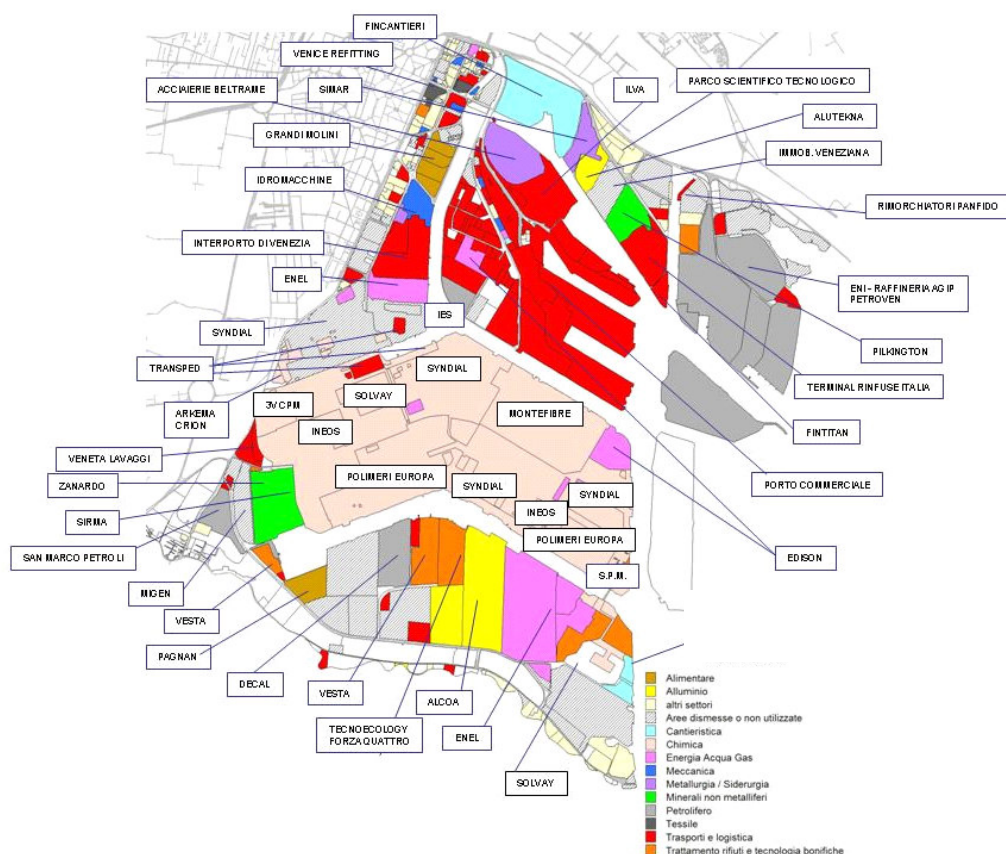 FINCANTIERI
VENICE REFITTING
PARCO SCIENTIFICO TECNOLOGICO
ACCIAIERIE BELTRAME
SIMAR
ILVA
ALUTEKNA
GRANDI MOLINI
IMMOB. VENEZIANA
IDROMACCHINE
RIMORCHIATORI PANFIDO
INTERPORTO DI VENEZIA
ENEL
ENI - RAFFINERIA AGIP
PETROVEN
IES
SYNDIAL
PILKINGTON
TRANSPED
SYNDIAL
TERMINAL RINFUSE ITALIA
SOLVAY
3V CPM
ARKEMA
CRION
MONTEFIBRE
INEOS
FINTITAN
VENETA LAVAGGI
POLIMERI EUROPA
ZANARDO
SYNDIAL
PORTO COMMERCIALE
SYNDIAL
INEOS
SIRMA
POLIMERI EUROPA
SAN MARCO PETROLI
EDISON
S.P.M.
MIGEN
VESTA
PAGNAN
DECAL
VESTA
ALCOA
TECNOECOLOGY
FORZA QUATTRO
ENEL
SOLVAY
Alimentare
Alluminio
altri settori
Aree dismesse o non utilizzate
Cantieristica
Chimica
Energia Acqua Gas
Meccanica
Metallurgia / Siderurgia
Minerali non metalliferi
Petrolifero
Tessile
Trasporti e logistica
Trattamento rifiuti e tecnologia bonifiche